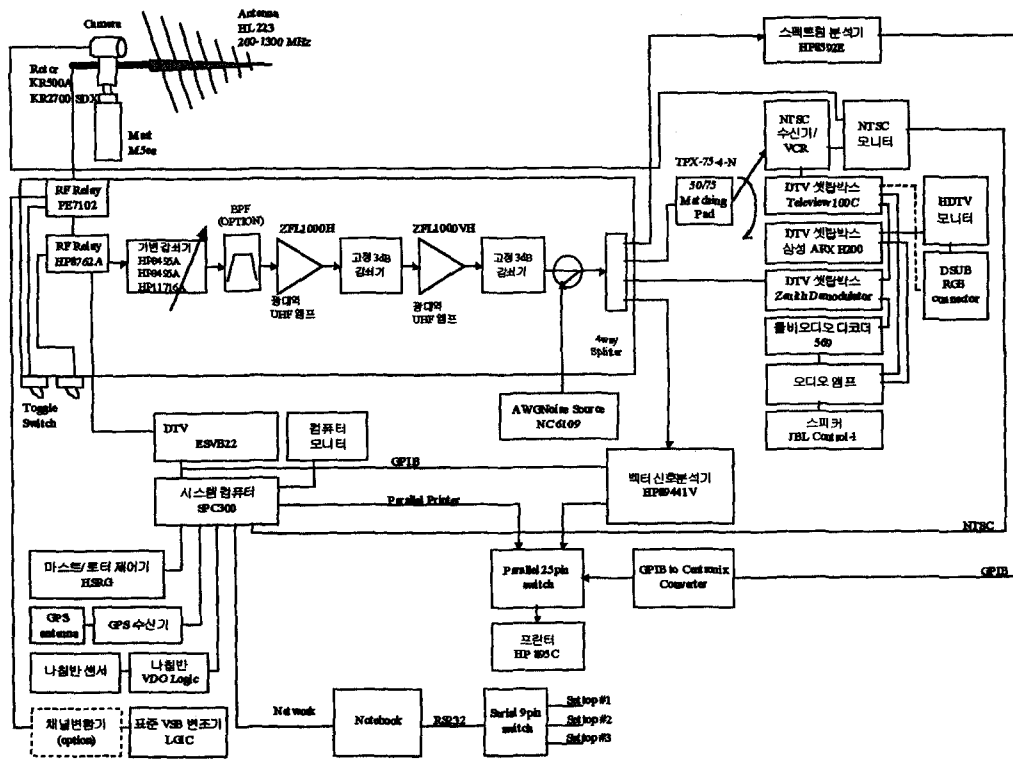 Camera
Antenna
HL 223
200-1300 MHz
Rotor
KR500A
KR2700 SDX
Mast
스펙트럼 분석기
HP8592E
NTSC
수신기/
VCR
NTSC
모니터
TPX-75-4-N
50/75
Matching
Pad
RF Relay
PE7102
RF Relay
HP8762A
가변 감쇠기
HP8495A
HP11716A
BPF
(OPTION)
ZFL1000H
광대역
UHF 앰프
고정 3dB
감쇠기
ZFL1000VH
광대역
UHF 앰프
고정 3dB
감쇠기
4way
Spliter
DTV 셋탑박스
Teleview 100C
DTV 셋탑박스
삼성 ARX H200
DTV 셋탑박스
Zenith Demodulator
돌비오디오 디코더
569
오디오 앰프
스피커
JBL Control-1
HDTV
모니터
DSUB
RGB
connector
Toggle
Switch
AWGNoise Source
NC6109
DTV
ESVB22
컴퓨터
모니터
GPIB
시스템 컴퓨터
SPC300
Parallel Printer
벡터 신호분석기
HP89441V
NTSC
마스트/로터 제어기
HSRG
GPS
antenna
GPS 수신기
나침반 센서
나침반
VDO Logic
채널변환기
(option)
표준 VSB 변조기
LGIC
Parallel 25pin
switch
GPIB to Centronix
Converter
GPIB
프린터
HP 895C
Network
Notebook
RS232
Serial 9pin
switch
Settop#1
Settop#2
Settop#3